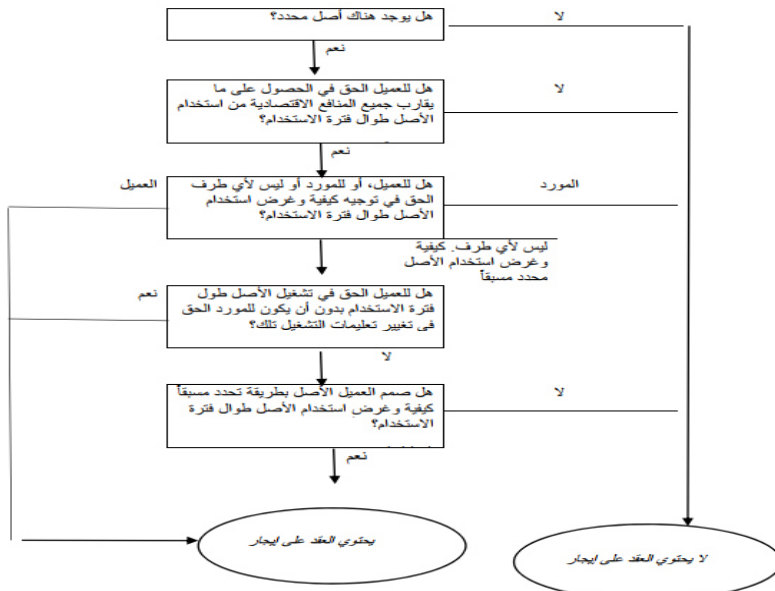 هل يوجد هناك أصل محدد؟
لا
نعم
هل للعميل الحق في الحصول على ما
يقارب جميع المنافع الاقتصادية من استخدام
الأصل طوال فترة الاستخدام؟
لا
نعم
هل للعميل، أو للمورد أو ليس لأي طرف
الحق في توجيه كيفية وغرض استخدام
الأصل طوال فترة الاستخدام؟
المورد
العميل
ليس لأي طرف. كيفية
وغرض استخدام الأصل
محدد مسبقاً
هل للعميل الحق في تشغيل الأصل طول
فترة الاستخدام بدون أن يكون للمورد الحق
في تغيير تعليمات التشغيل تلك؟
نعم
لا
هل صمم العميل الأصل بطريقة تحدد مسبقاً
كيفية وغرض استخدام الأصل طوال فترة
الاستخدام؟
لا
نعم
يحتوي العقد على ايجار
لا يحتوي العقد على ايجار